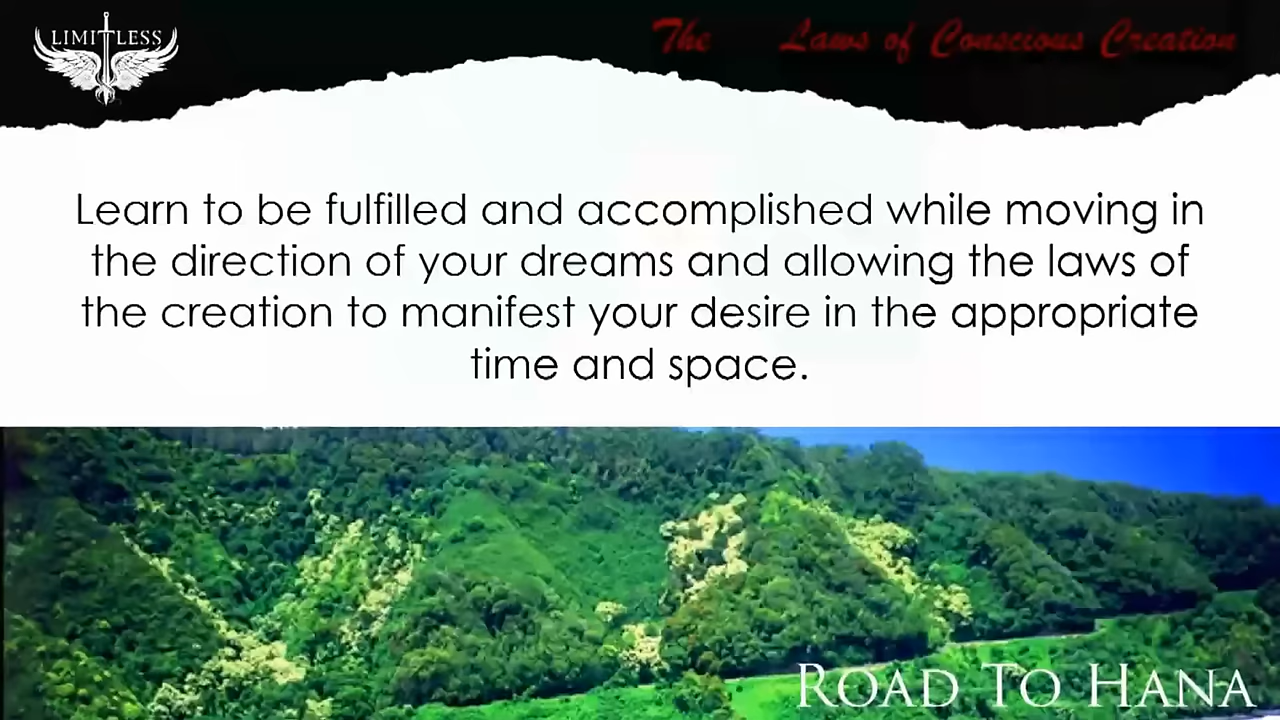 LIMITLESS
The Laws of Conscious Creation
Learn to be fulfilled and accomplished while moving in
the direction of your dreams and allowing the laws of
the creation to manifest your desire in the appropriate
time and space.
ROAD TO HANA